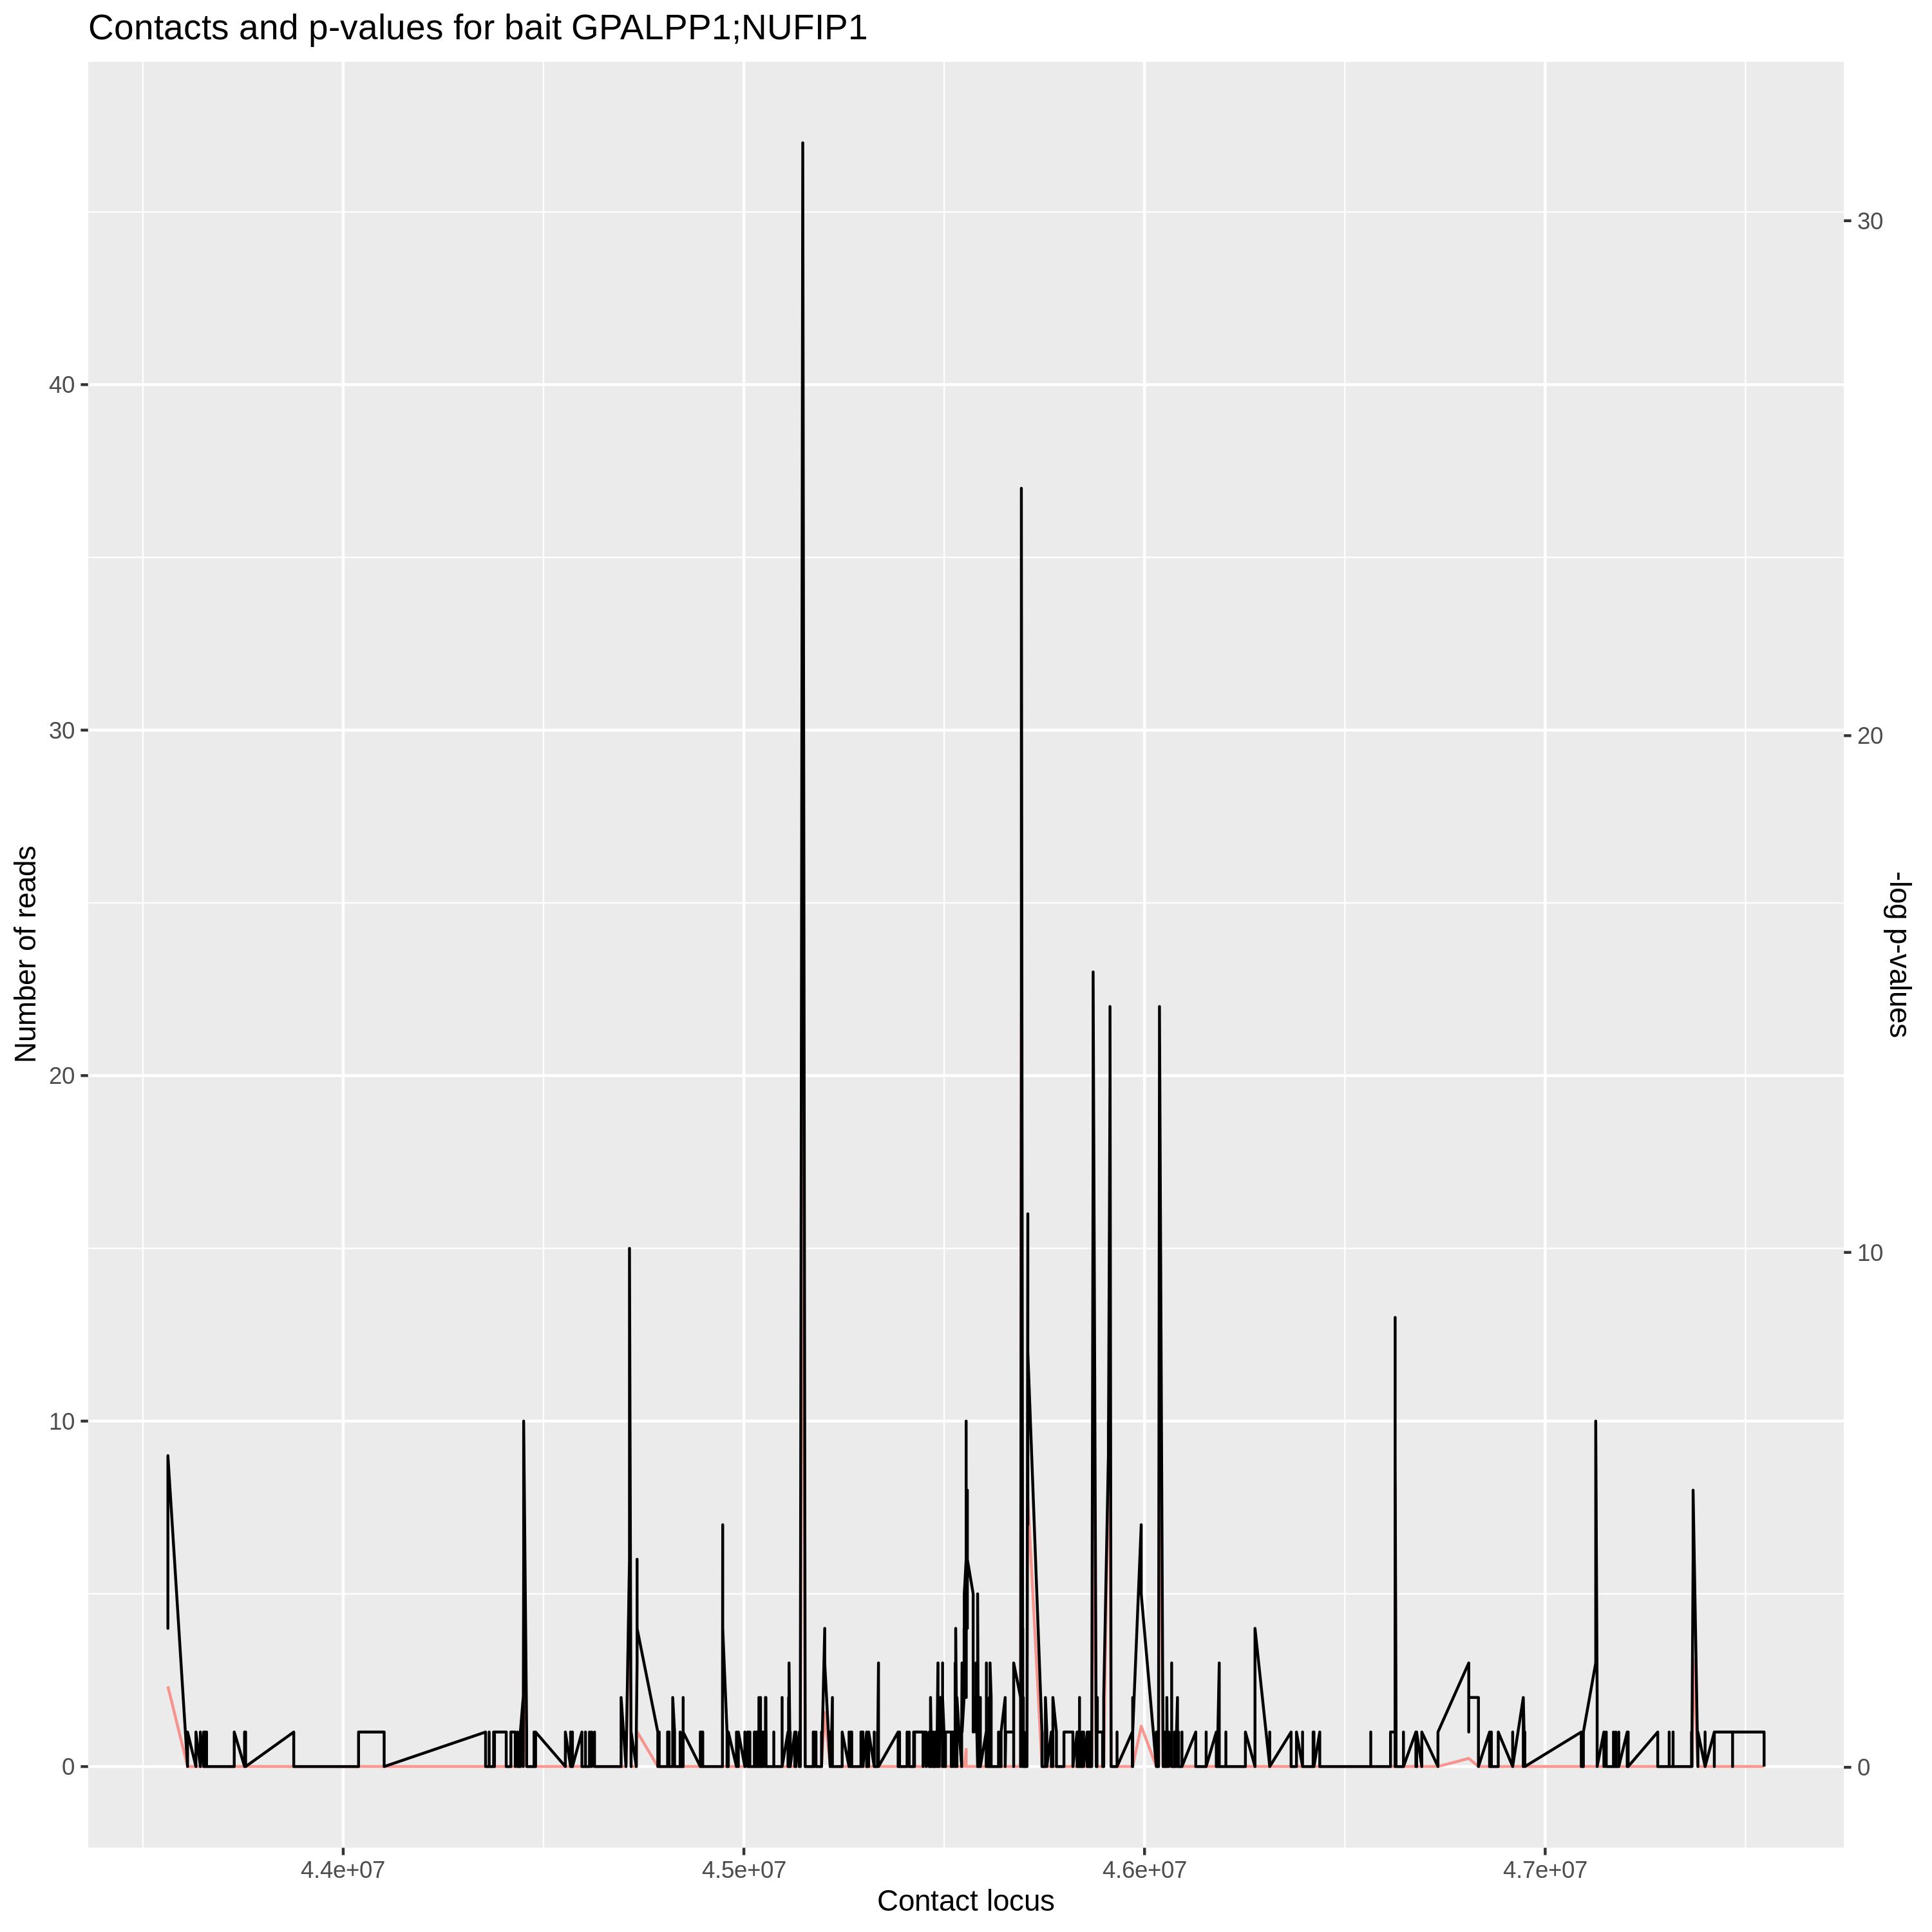 Contacts and p-values for bait GPALPP1;NUFIP1
Number of reads
40
30
20
10
0
30
20
10
0
-log p-values
4.4e+07 4.5e+07 4.6e+07 4.7e+07
Contact locus